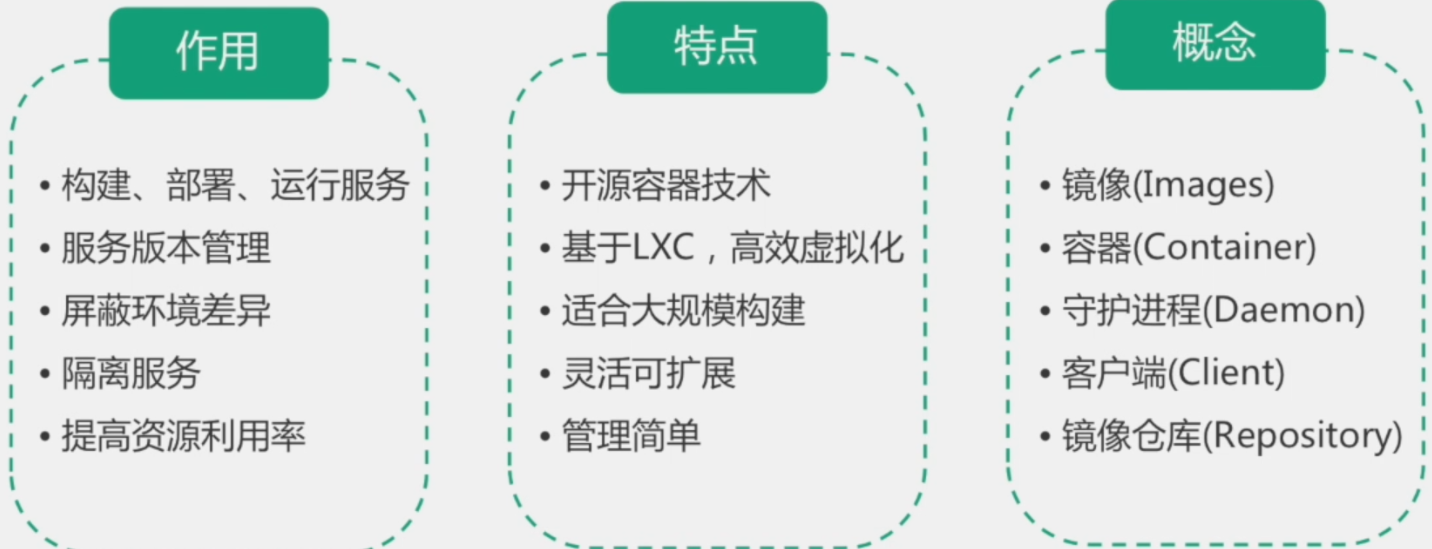 作用
• 构建、部署、运行服务
• 服务版本管理
• 屏蔽环境差异
• 隔离服务
• 提高资源利用率
特点
• 开源容器技术
• 基于LXC，高效虚拟化
• 适合大规模构建
• 灵活可扩展
• 管理简单
概念
• 镜像(Images)
• 容器(Container)
• 守护进程(Daemon)
• 客户端(Client)
• 镜像仓库(Repository)